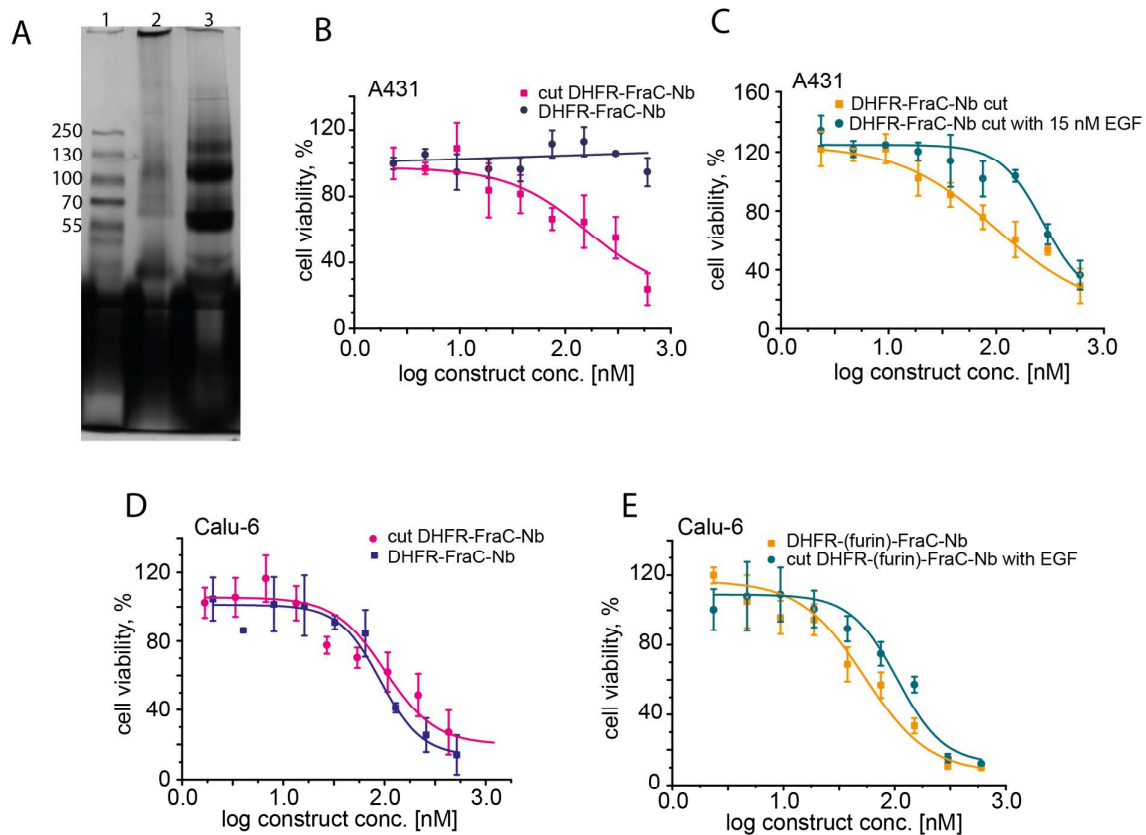 A
1 2 3
250
130
100
70
55
B
A431
cut DHFR-FraC-Nb
DHFR-FraC-Nb
cell viability, %
120
80
40
0
0.0 1.0 2.0 3.0
log construct conc. [nM]
C
A431
DHFR-FraC-Nb cut
DHFR-FraC-Nb cut with 15 nM EGF
cell viability, %
160
120
80
40
0
0.0 1.0 2.0 3.0
log construct conc. [nM]
D
Calu-6
cut DHFR-FraC-Nb
DHFR-FraC-Nb
cell viability, %
120
80
40
0
0.0 1.0 2.0 3.0
log construct conc. [nM]
E
Calu-6
DHFR-(furin)-FraC-Nb
cut DHFR-(furin)-FraC-Nb with EGF
cell viability, %
120
80
40
0
0.0 1.0 2.0 3.0
log construct conc. [nM]